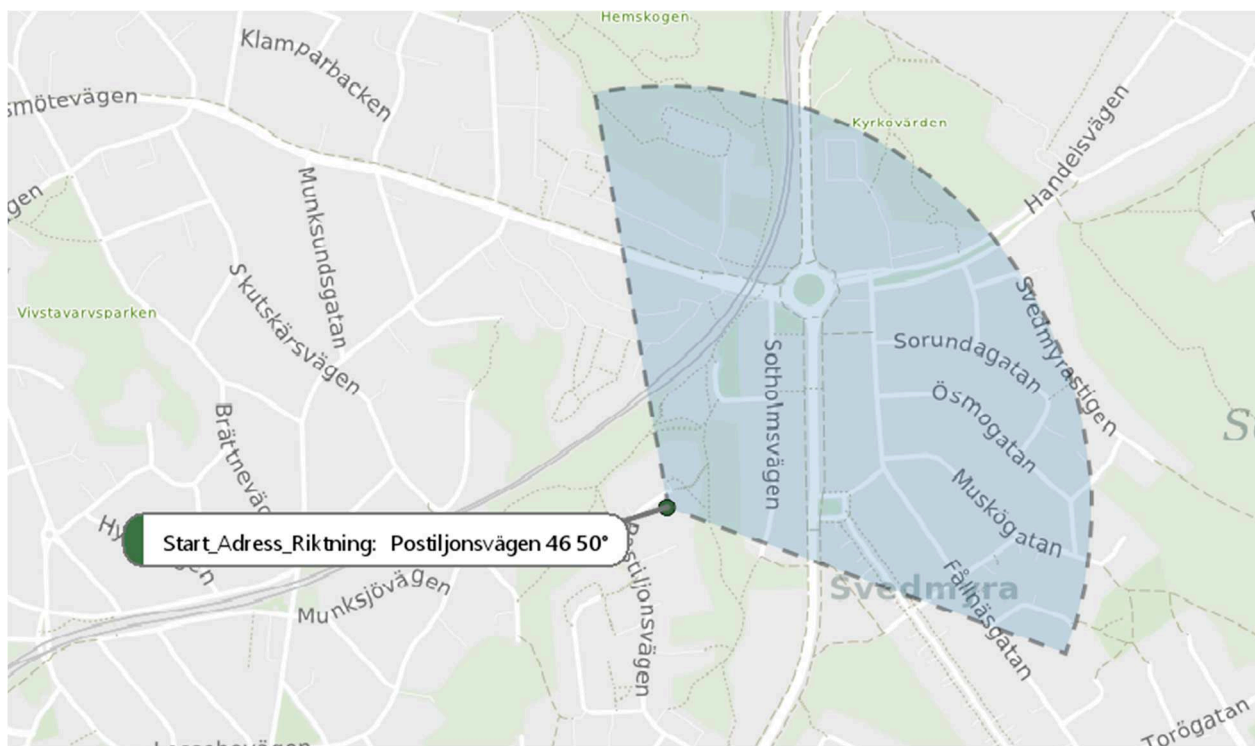 Hemskogen
Klamparbacken
smötevägen
Kyrkovärden
Handelsvägen
gen
Munksundsgatan
Skutskärsvägen
Vivstavarvsparken
Svedmyrastigen
Sorundagatan
Sotholmsvägen
Ösmogatan
Brättnevä
Muskögatan
Start_Adress_Riktning: Postiljonsvägen 46 50°
Postiljonsvägen
Munksjövägen
Svedmyra
Fållnäsgatan
Torögatan